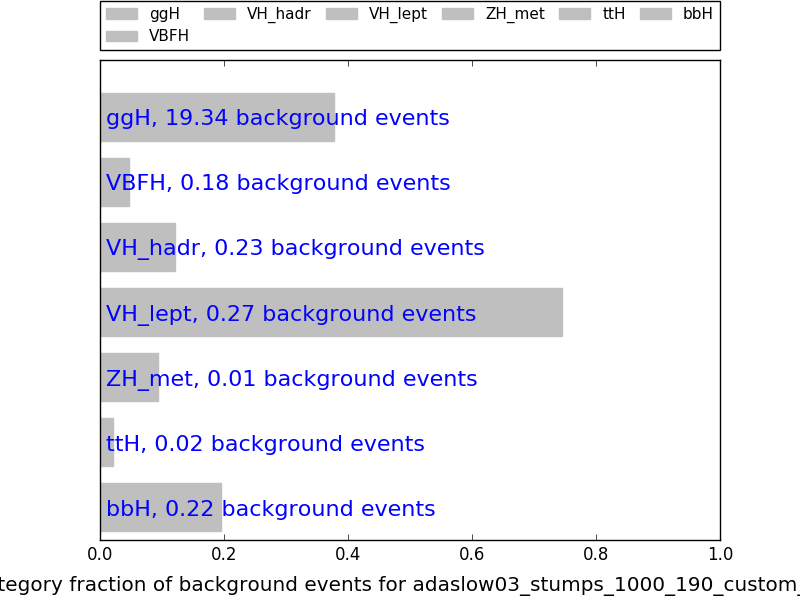 ggH VH_hadr VH_lept ZH_met ttH bbH
VBFH
ggH, 19.34 background events
VBFH, 0.18 background events
VH_hadr, 0.23 background events
VH_lept, 0.27 background events
ZH_met, 0.01 background events
ttH, 0.02 background events
bbH, 0.22 background events
0.0 0.2 0.4 0.6 0.8 1.0
tegory fraction of background events for adaslow03_stumps_1000_190_custom_